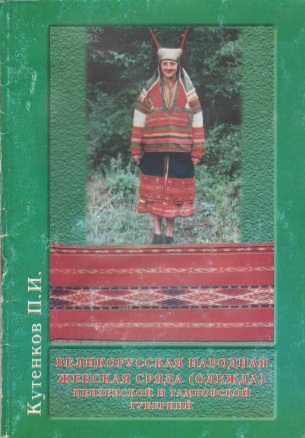 Кутенков П.И.
ВЕЛИКОРУССКАЯ НАРОДНАЯ
ЖЕНСКАЯ СРЯДА (ОДЕЖДА)
ПЕНЗЕНСКОЙ И ТАМБОВСКОЙ
ГУБЕРНИЙ